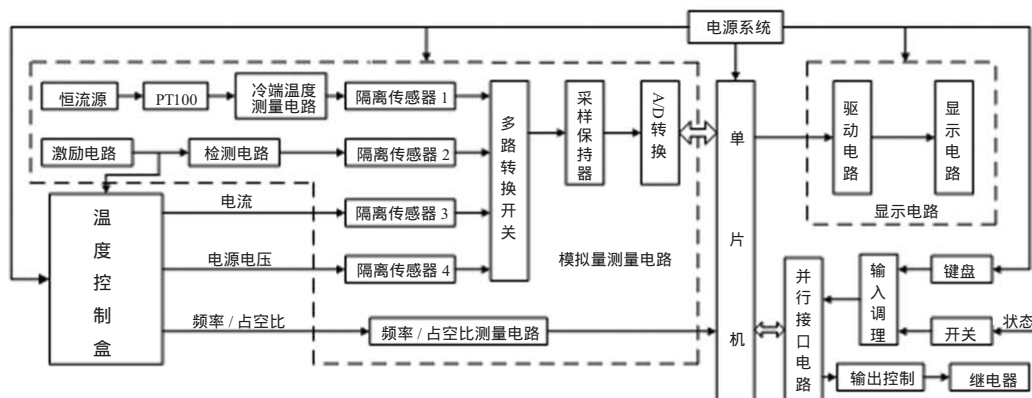 电源系统
恒流源
PT100
冷端温度
测量电路
隔离传感器 1
激励电路
检测电路
隔离传感器 2
温度控制盒
电流
隔离传感器 3
电源电压
隔离传感器 4
频率 / 占空比
频率 / 占空比测量电路
多路转换开关
采样保持器
A/D转换
模拟量测量电路
单片机
驱动电路
显示电路
显示电路
并行接口电路
输入调理
键盘
开关
状态
输出控制
继电器